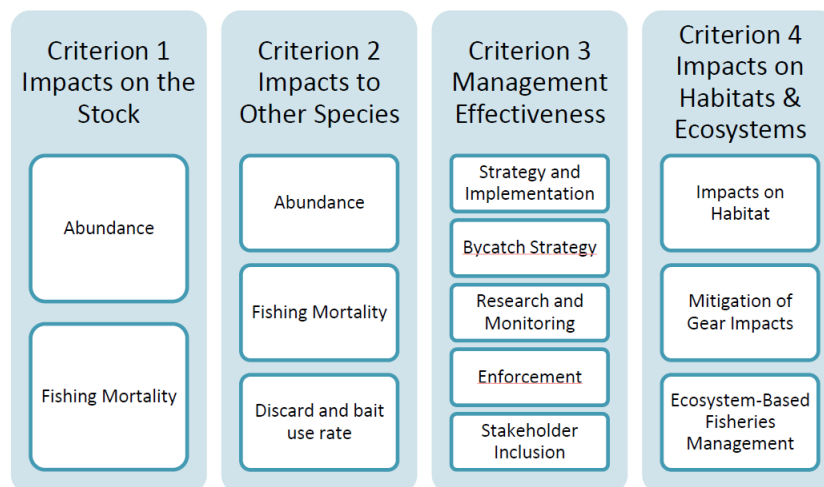 Criterion 1
Impacts on the
Stock
Abundance
Fishing Mortality
Criterion 2
Impacts to
Other Species
Abundance
Fishing Mortality
Discard and bait
use rate
Criterion 3
Management
Effectiveness
Strategy and
Implementation
Bycatch Strategy
Research and
Monitoring
Enforcement
Stakeholder
Inclusion
Criterion 4
Impacts on
Habitats &
Ecosystems
Impacts on
Habitat
Mitigation of
Gear Impacts
Ecosystem-Based
Fisheries
Management